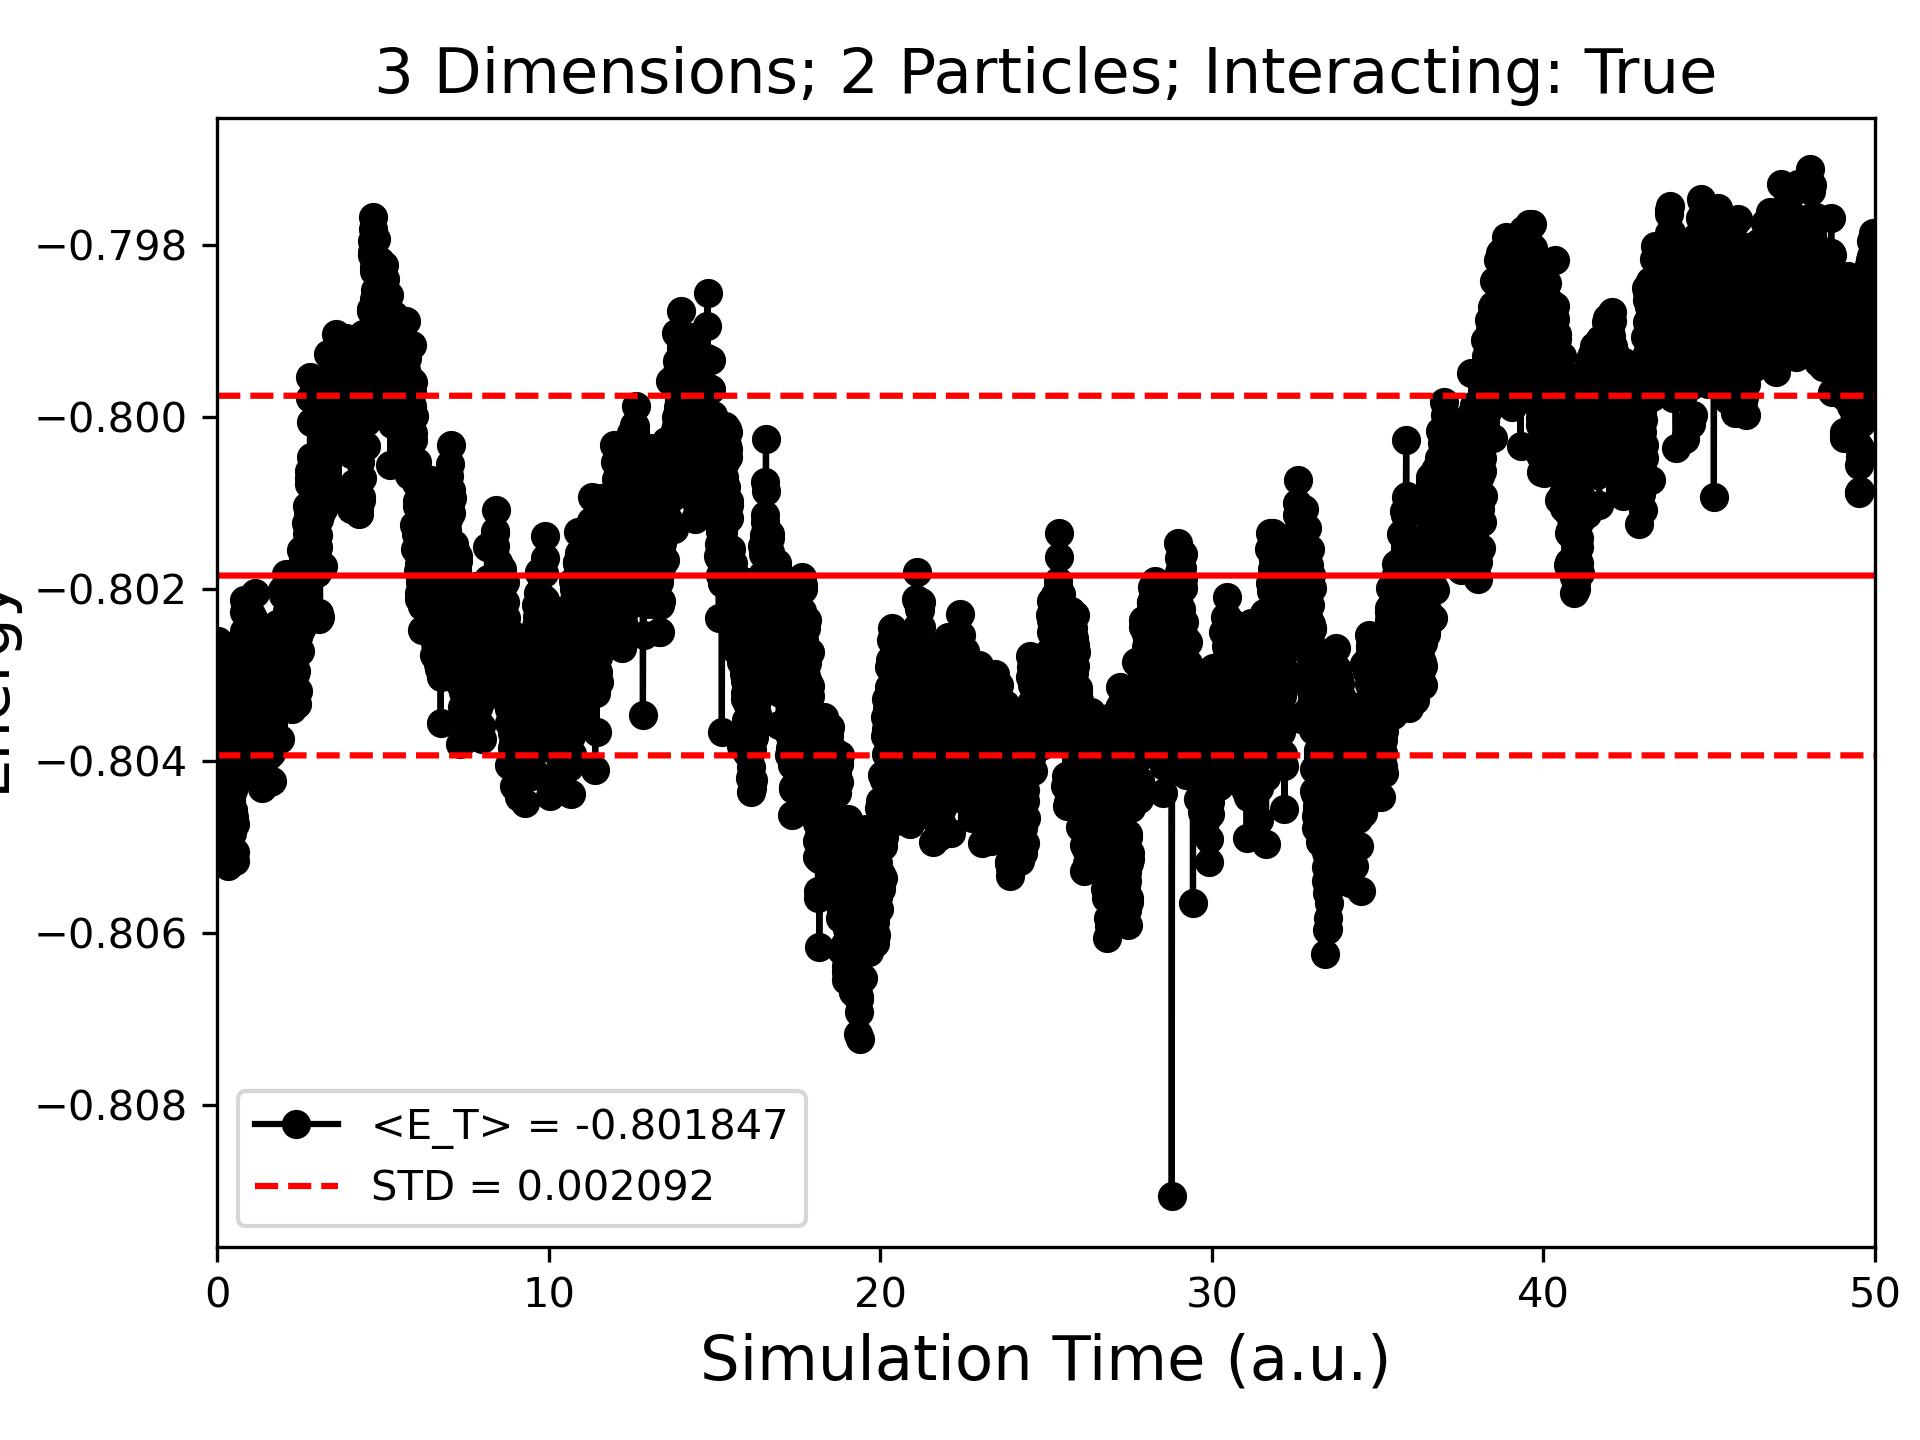 3 Dimensions; 2 Particles; Interacting: True
Energy
−0.798
−0.800
−0.802
−0.804
−0.806
−0.808
<E_T> = -0.801847
STD = 0.002092
0 10 20 30 40 50
Simulation Time (a.u.)